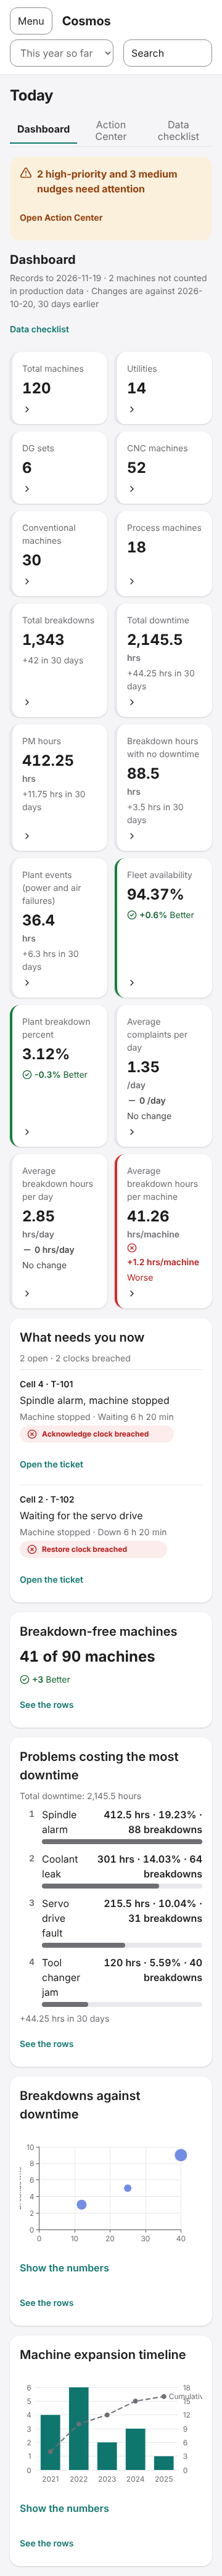 Menu
Cosmos
This year so far
Search
Today
Dashboard
Action
Center
Data
checklist
2 high-priority and 3 medium
nudges need attention
Open Action Center
Dashboard
Records to 2026-11-19 · 2 machines not counted
in production data · Changes are against 2026-
10-20, 30 days earlier
Data checklist
Total machines
120
Utilities
14
DG sets
6
CNC machines
52
Conventional
machines
30
Process machines
18
Total breakdowns
1,343
+42 in 30 days
Total downtime
2,145.5
hrs
+44.25 hrs in 30
days
PM hours
412.25
hrs
+11.75 hrs in 30
days
Breakdown hours
with no downtime
88.5
hrs
+3.5 hrs in 30
days
Plant events
(power and air
failures)
36.4
hrs
+6.3 hrs in 30
days
Fleet availability
94.37%
+0.6% Better
Plant breakdown
percent
3.12%
-0.3% Better
Average
complaints per
day
1.35
/day
0 /day
No change
Average
breakdown hours
per day
2.85
hrs/day
0 hrs/day
No change
Average
breakdown hours
per machine
41.26
hrs/machine
+1.2 hrs/machine
Worse
What needs you now
2 open · 2 clocks breached
Cell 4 · T-101
Spindle alarm, machine stopped
Machine stopped · Waiting 6 h 20 min
Acknowledge clock breached
Open the ticket
Cell 2 · T-102
Waiting for the servo drive
Machine stopped · Down 6 h 20 min
Restore clock breached
Open the ticket
Breakdown-free machines
41 of 90 machines
+3 Better
See the rows
Problems costing the most
downtime
Total downtime: 2,145.5 hours
1 Spindle alarm 412.5 hrs · 19.23% · 88 breakdowns
2 Coolant leak 301 hrs · 14.03% · 64 breakdowns
3 Servo drive fault 215.5 hrs · 10.04% · 31 breakdowns
4 Tool changer jam 120 hrs · 5.59% · 40 breakdowns
+44.25 hrs in 30 days
See the rows
Breakdowns against
downtime
10
8
6
4
2
0
0 10 20 30 40
Show the numbers
See the rows
Machine expansion timeline
6
5
4
3
2
1
0
Cumulativ
18
15
12
9
6
3
0
2021 2022 2023 2024 2025
Show the numbers
See the rows